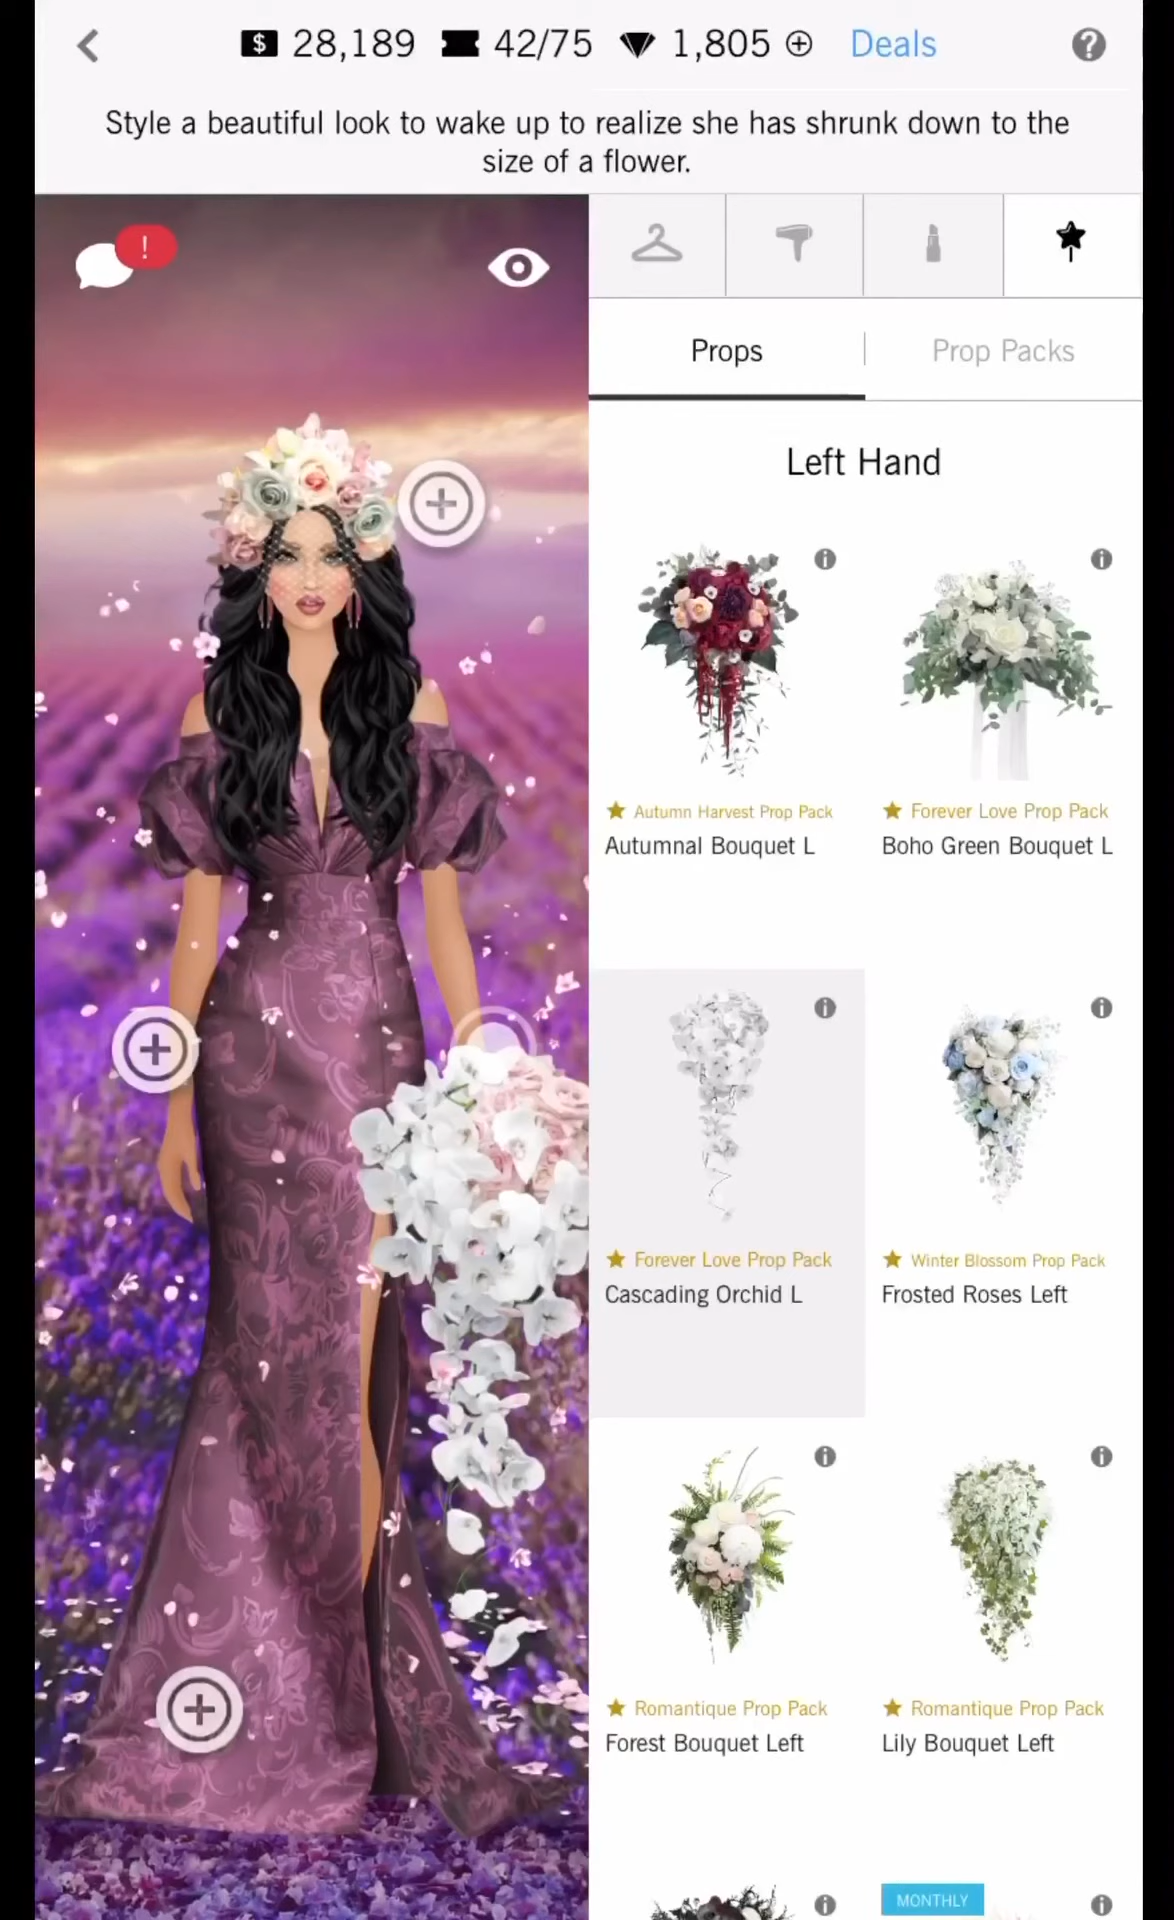 $ 28,189 42/75 1,805 Deals ?
Style a beautiful look to wake up to realize she has shrunk down to the
size of a flower.
!
Props
Prop Packs
Left Hand
Autumn Harvest Prop Pack
Autumnal Bouquet L
Forever Love Prop Pack
Boho Green Bouquet L
Forever Love Prop Pack
Cascading Orchid L
Winter Blossom Prop Pack
Frosted Roses Left
Romantique Prop Pack
Forest Bouquet Left
Romantique Prop Pack
Lily Bouquet Left
MONTHLY